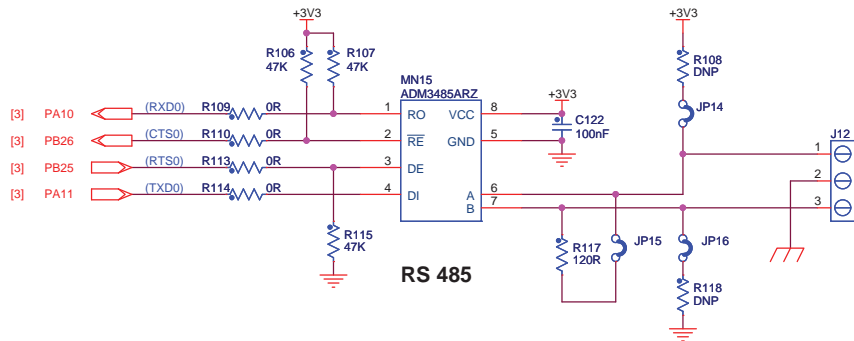 +3V3
+3V3
R106
47K
R107
47K
R108
DNP
MN15
ADM3485ARZ
+3V3
JP14
[3] PA10 (RXD0) R109 0R 1 RO VCC 8
C122
100nF
J12
[3] PB26 (CTS0) R110 0R 2 RE GND 5
1
[3] PB25 (RTS0) R113 0R 3 DE
2
[3] PA11 (TXD0) R114 0R 4 DI A 6
B 7
3
R115
47K
R117
120R
JP15
JP16
RS 485
R118
DNP